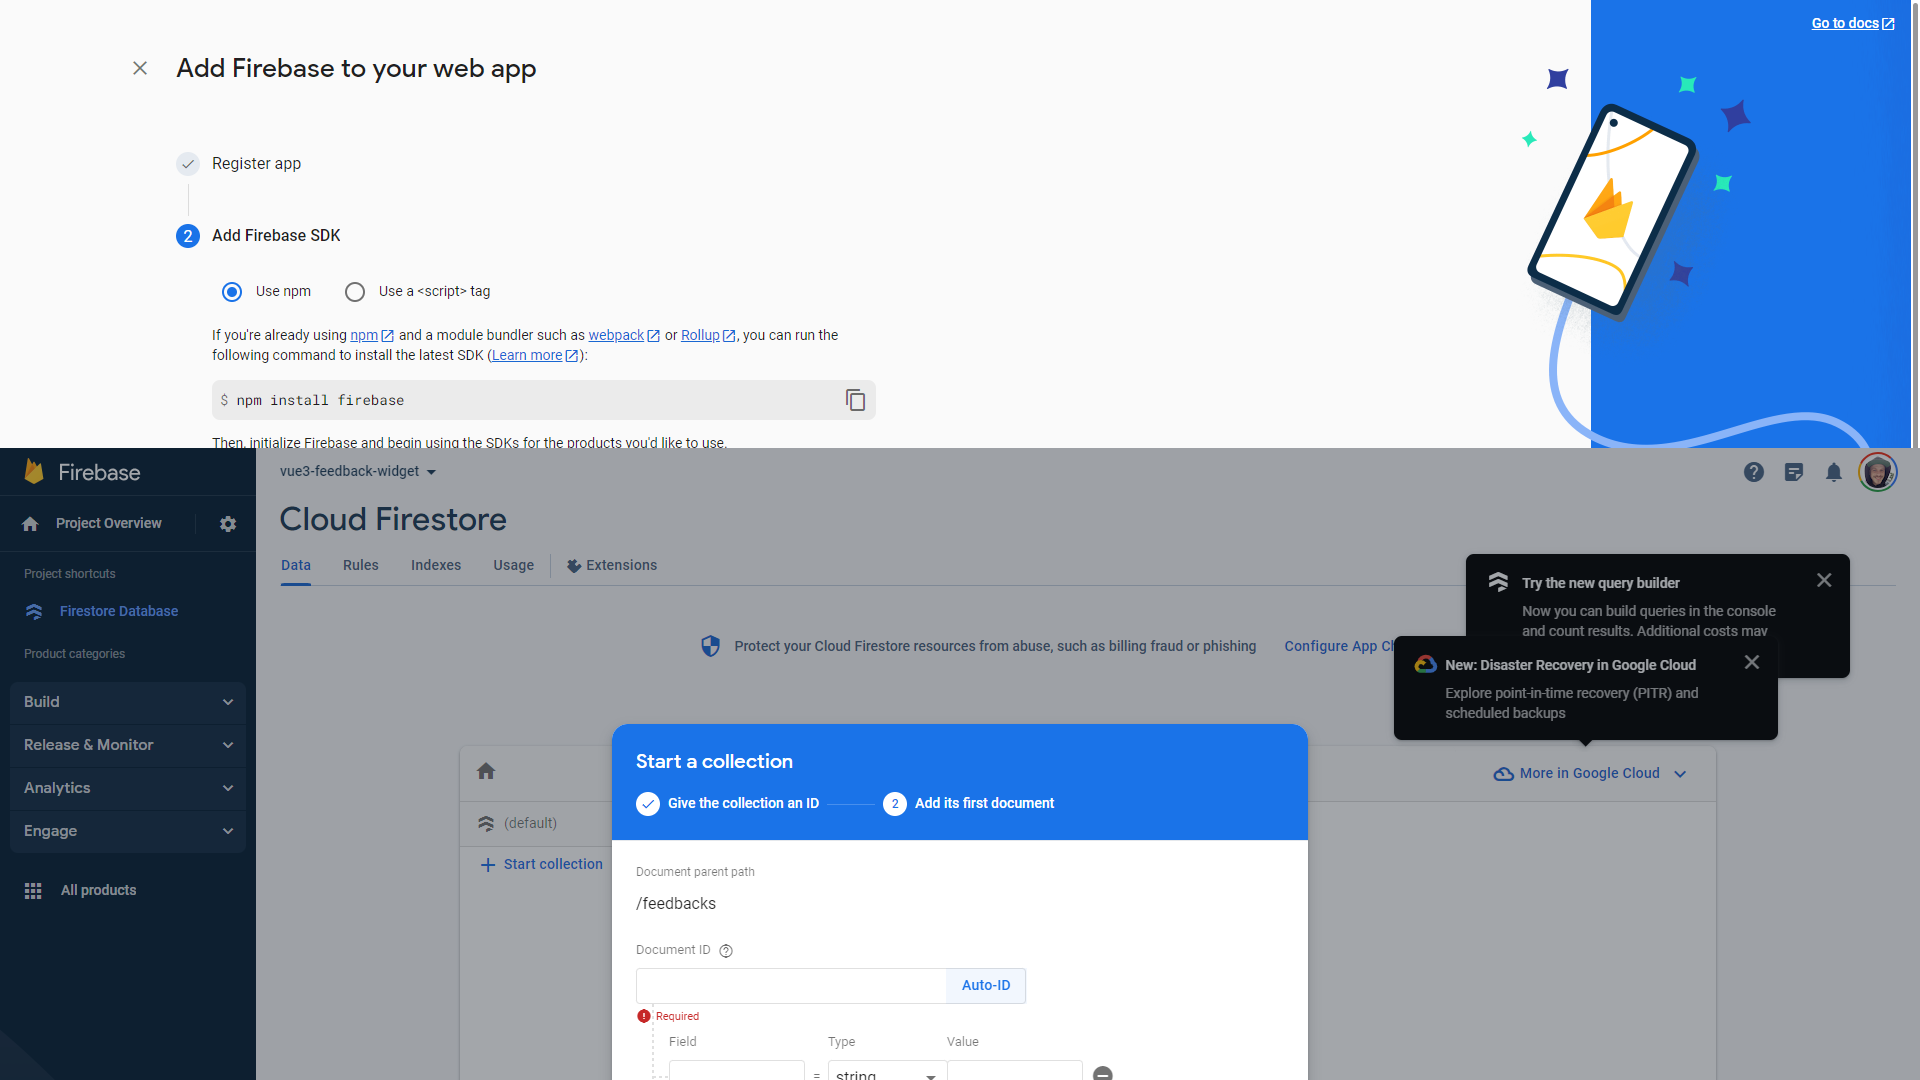 Go to docs
Add Firebase to your web app
Register app
2 Add Firebase SDK
Use npm Use a <script> tag
If you're already using npm and a module bundler such as webpack or Rollup, you can run the
following command to install the latest SDK (Learn more):
$ npm install firebase
Then, initialize Firebase and begin using the SDKs for the products you'd like to use.
Firebase
vue3-feedback-widget
Project Overview
Cloud Firestore
Data Rules Indexes Usage Extensions
Project shortcuts
Firestore Database
Product categories
Build
Release & Monitor
Analytics
Engage
All products
Protect your Cloud Firestore resources from abuse, such as billing fraud or phishing Configure App Ch
Try the new query builder
Now you can build queries in the console
and count results. Additional costs may
New: Disaster Recovery in Google Cloud
Explore point-in-time recovery (PITR) and
scheduled backups
More in Google Cloud
(default)
Start collection
Start a collection
Give the collection an ID 2 Add its first document
Document parent path
/feedbacks
Document ID
Auto-ID
Required
Field Type Value
= string